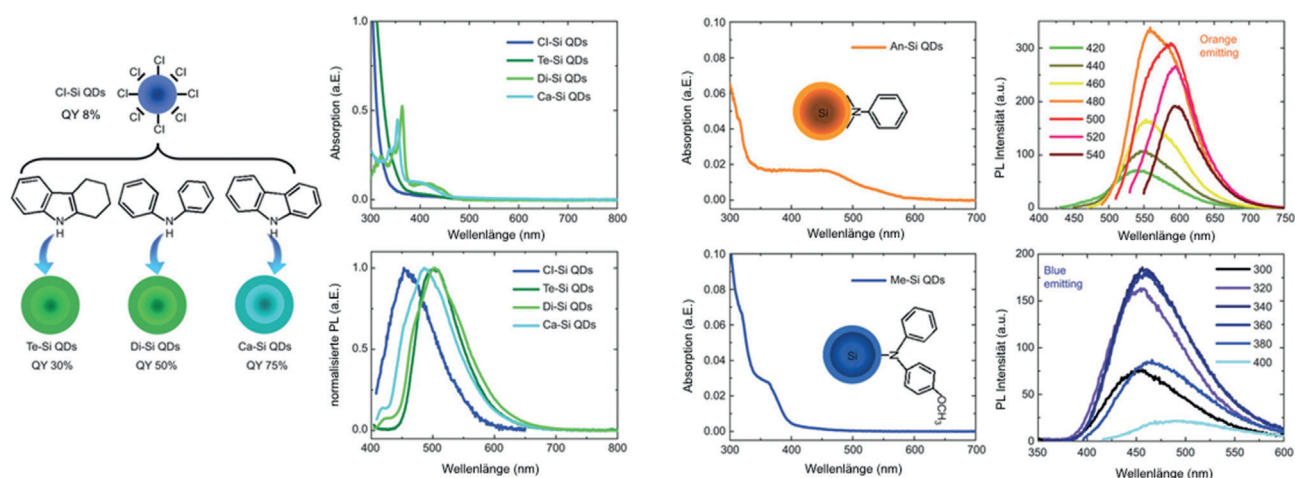 Cl
Cl
Cl
Cl
Cl
Cl
Cl
Cl
Cl-Si QDs
QY 8%
N
H
N
H
N
H
Te-Si QDs
QY 30%
Di-Si QDs
QY 50%
Ca-Si QDs
QY 75%
Absorption (a.E.)
1.0
0.5
0.0
Cl-Si QDs
Te-Si QDs
Di-Si QDs
Ca-Si QDs
300 400 500 600 700 800
Wellenlänge (nm)
normalisierte PL (a.E.)
1.0
0.5
0.0
Cl-Si QDs
Te-Si QDs
Di-Si QDs
Ca-Si QDs
400 500 600 700 800
Wellenlänge (nm)
Absorption (a.E.)
0.10
0.08
0.06
0.04
0.02
0.00
An-Si QDs
Si
N
300 400 500 600 700
Wellenlänge (nm)
PL Intensität (a.u.)
300
200
100
0
420
440
460
480
500
520
540
Orange
emitting
400 450 500 550 600 650 750
Wellenlänge (nm)
Absorption (a.E.)
0.10
0.08
0.06
0.04
0.02
0.00
Me-Si QDs
Si
N
OCH3
300 400 500 600 700
Wellenlänge (nm)
PL Intensität (a.u.)
200
150
100
50
0
Blue
emitting
300
320
340
360
380
400
350 400 450 500 550 600
Wellenlänge (nm)